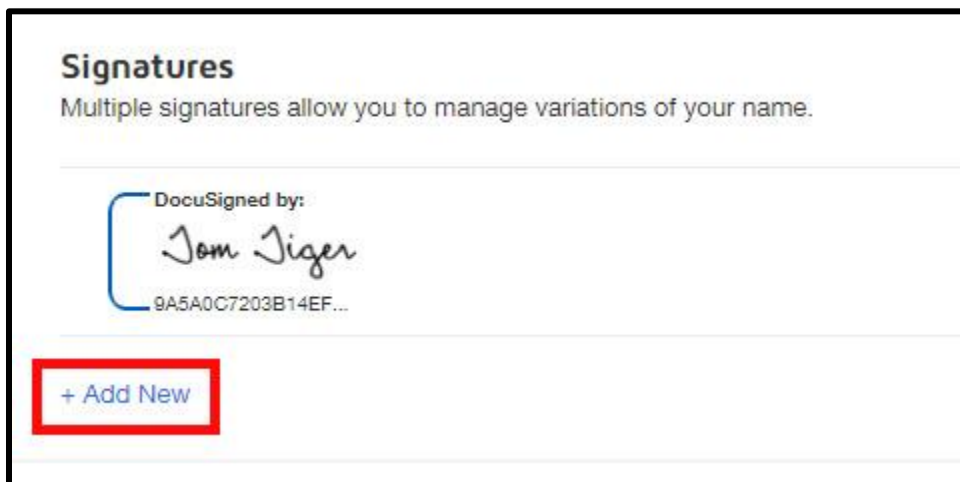 Signatures
Multiple signatures allow you to manage variations of your name.
DocuSigned by:
Tom Tiger
9A5A0C7203B14EF...
+ Add New